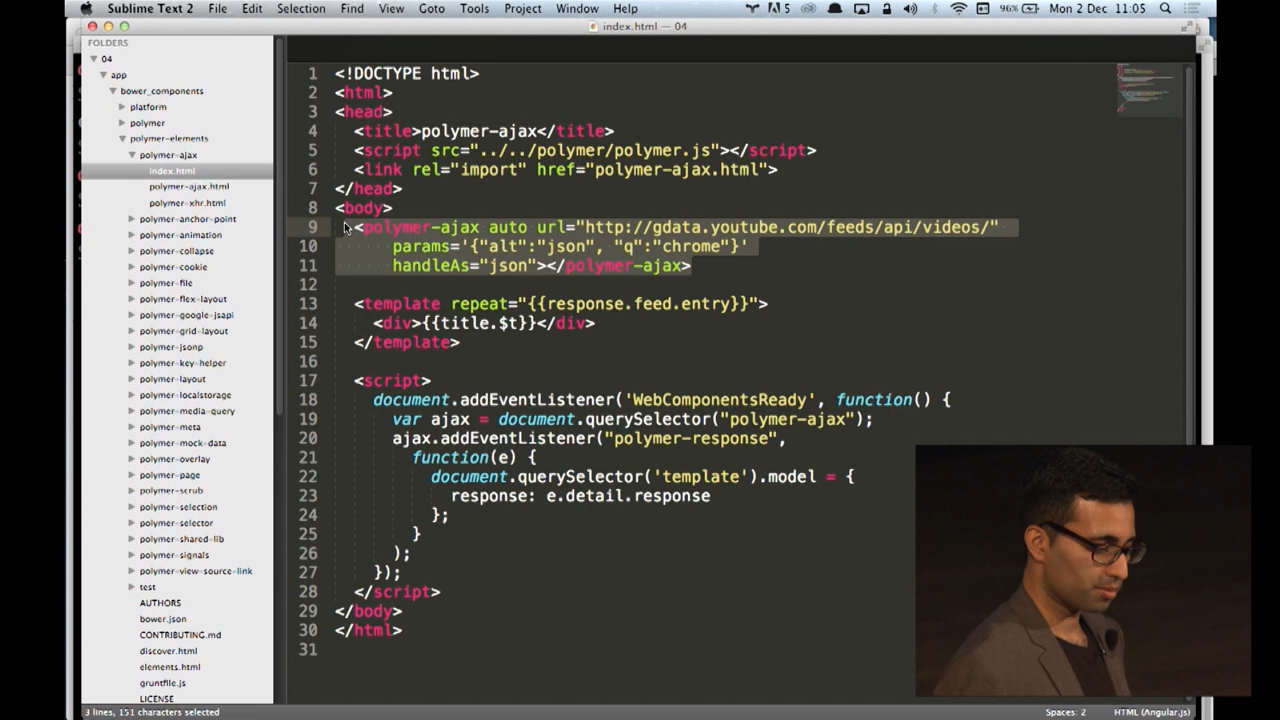 Sublime Text 2 File Edit Selection Find View Goto Tools Project Window Help 5 96% Mon 2 Dec 11:05
index.html — 04
FOLDERS
04
app
bower_components
platform
polymer
polymer-elements
polymer-ajax
index.html
polymer-ajax.html
polymer-xhr.html
polymer-anchor-point
polymer-animation
polymer-collapse
polymer-cookie
polymer-file
polymer-flex-layout
polymer-google-jsapi
polymer-grid-layout
polymer-jsonp
polymer-key-helper
polymer-layout
polymer-localstorage
polymer-media-query
polymer-meta
polymer-mock-data
polymer-overlay
polymer-page
polymer-scrub
polymer-selection
polymer-selector
polymer-shared-lib
polymer-signals
polymer-view-source-link
test
AUTHORS
bower.json
CONTRIBUTING.md
discover.html
elements.html
gruntfile.js
LICENSE
1 <!DOCTYPE html>
2 <html>
3 <head>
4 <title>polymer-ajax</title>
5 <script src="../../polymer/polymer.js"></script>
6 <link rel="import" href="polymer-ajax.html">
7 </head>
8 <body>
9 <polymer-ajax auto url="http://gdata.youtube.com/feeds/api/videos/"
10 params='{"alt":"json", "q":"chrome"}'
11 handleAs="json"></polymer-ajax>
12
13 <template repeat="{{response.feed.entry}}">
14 <div>{{title.$t}}</div>
15 </template>
16
17 <script>
18 document.addEventListener('WebComponentsReady', function() {
19 var ajax = document.querySelector("polymer-ajax");
20 ajax.addEventListener("polymer-response",
21 function(e) {
22 document.querySelector('template').model = {
23 response: e.detail.response
24 };
25 }
26 );
27 });
28 </script>
29 </body>
30 </html>
31
3 lines, 151 characters selected
Spaces: 2 HTML (Angular.js)